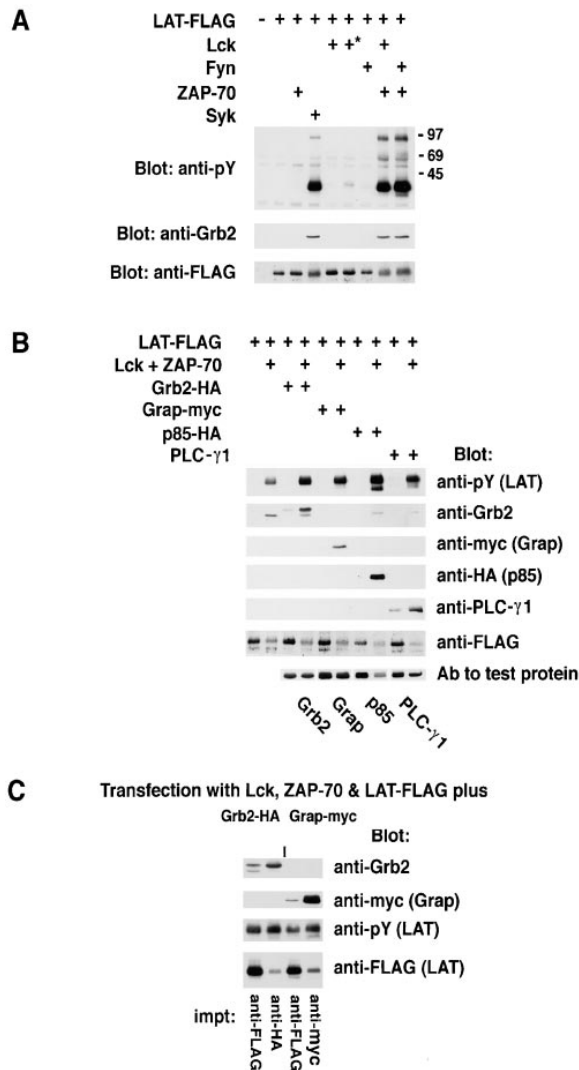 A
LAT-FLAG - + + + + + + + +
Lck + +* +
Fyn + +
ZAP-70 + + +
Syk +
Blot: anti-pY
- 97
- 69
- 45
Blot: anti-Grb2
Blot: anti-FLAG
B
LAT-FLAG + + + + + + + + + +
Lck + ZAP-70 + + + + +
Grb2-HA + +
Grap-myc + +
p85-HA + +
PLC-γ1 + + Blot:
anti-pY (LAT)
anti-Grb2
anti-myc (Grap)
anti-HA (p85)
anti-PLC-γ1
anti-FLAG
Ab to test protein
Grb2
Grap
p85
PLC-γ1
C
Transfection with Lck, ZAP-70 & LAT-FLAG plus
Grb2-HA Grap-myc
Blot:
anti-Grb2
anti-myc (Grap)
anti-pY (LAT)
anti-FLAG (LAT)
impt:
anti-FLAG
anti-HA
anti-FLAG
anti-myc